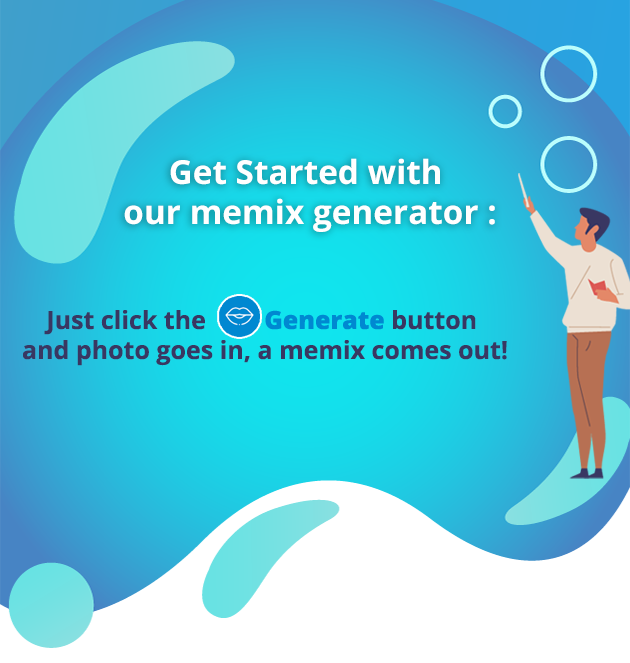 Get Started with
our memix generator :
Just click the Generate button
and photo goes in, a memix comes out!